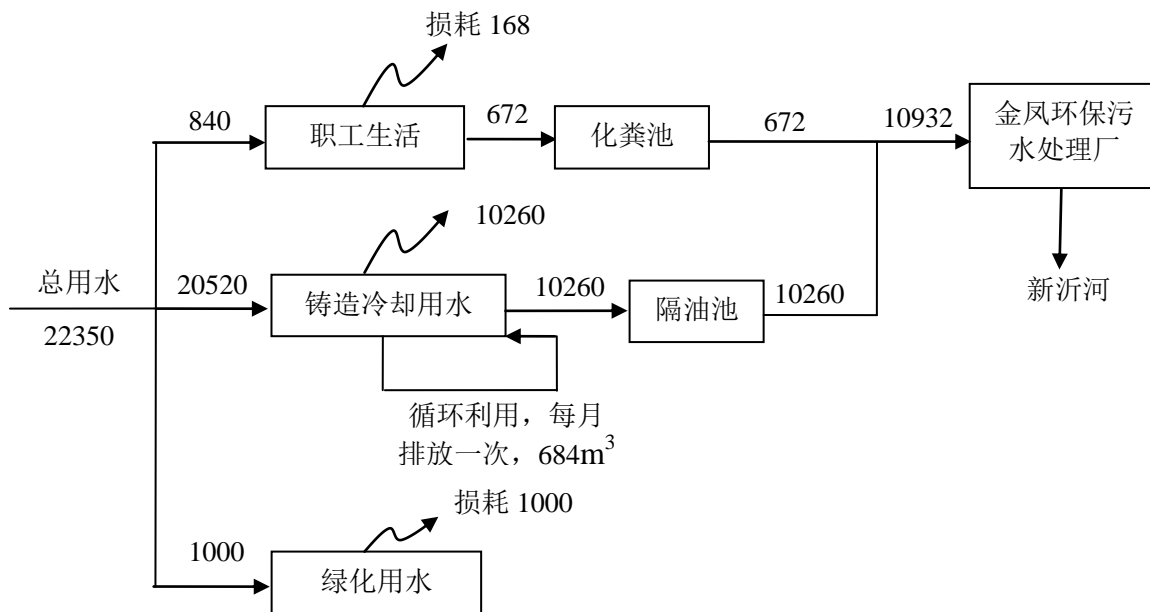 损耗 168
840
职工生活
672
化粪池
672
10932
金凤环保污
水处理厂
10260
总用水
22350
20520
铸造冷却用水
10260
隔油池
10260
新沂河
循环利用，每月
排放一次，684m³
损耗 1000
1000
绿化用水